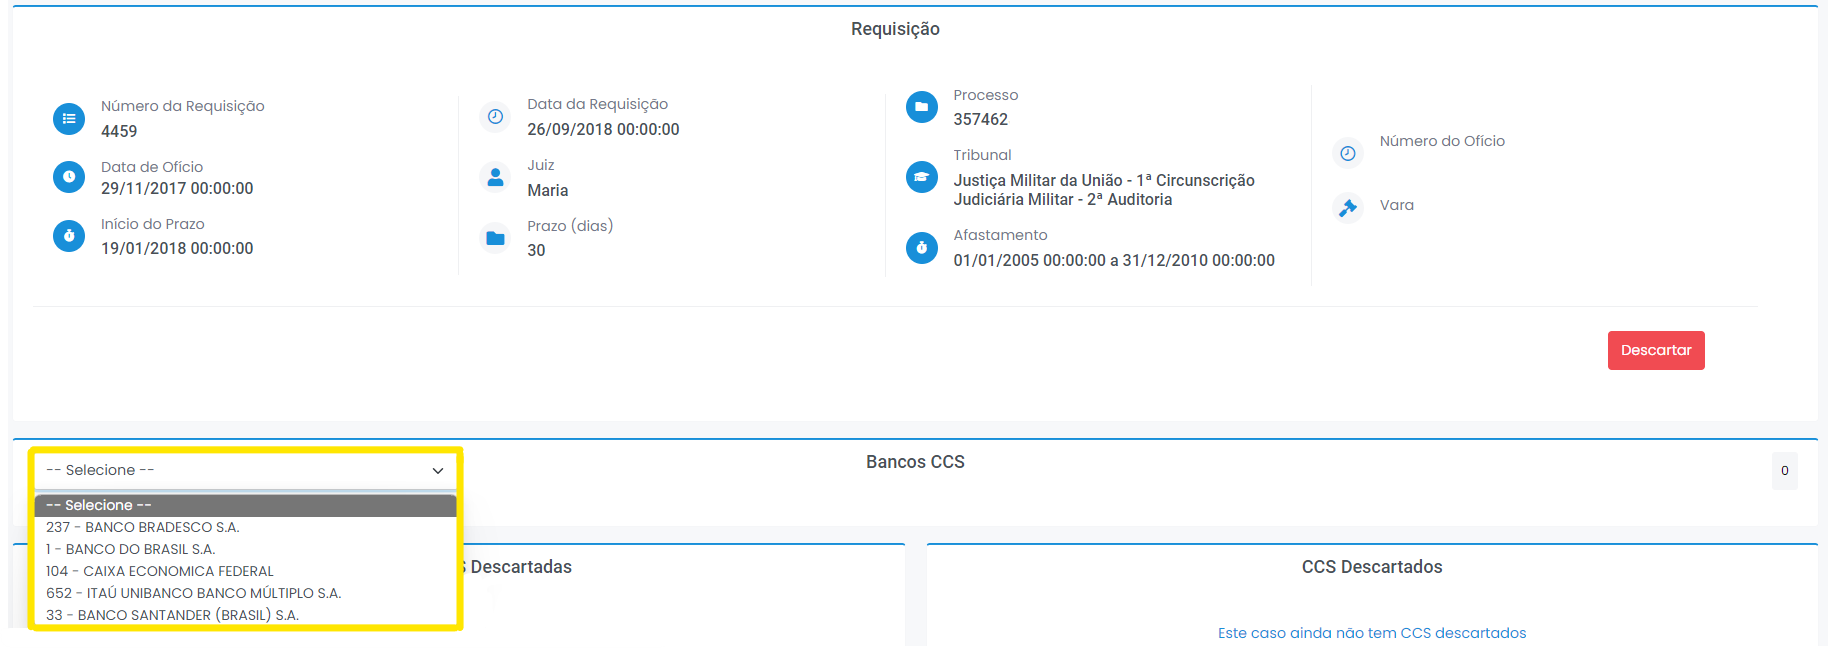 Requisição
Número da Requisição
4459
Data de Ofício
29/11/2017 00:00:00
Início do Prazo
19/01/2018 00:00:00
Data da Requisição
26/09/2018 00:00:00
Juiz
Maria
Prazo (dias)
30
Processo
357462
Tribunal
Justiça Militar da União - 1ª Circunscrição
Judiciária Militar - 2ª Auditoria
Afastamento
01/01/2005 00:00:00 a 31/12/2010 00:00:00
Número do Ofício
Vara
Descartar
-- Selecione --
Bancos CCS
0
-- Selecione --
237 - BANCO BRADESCO S.A.
1 - BANCO DO BRASIL S.A.
104 - CAIXA ECONOMICA FEDERAL
652 - ITAÚ UNIBANCO BANCO MÚLTIPLO S.A.
33 - BANCO SANTANDER (BRASIL) S.A.
Descartadas
CCS Descartados
Este caso ainda não tem CCS descartados